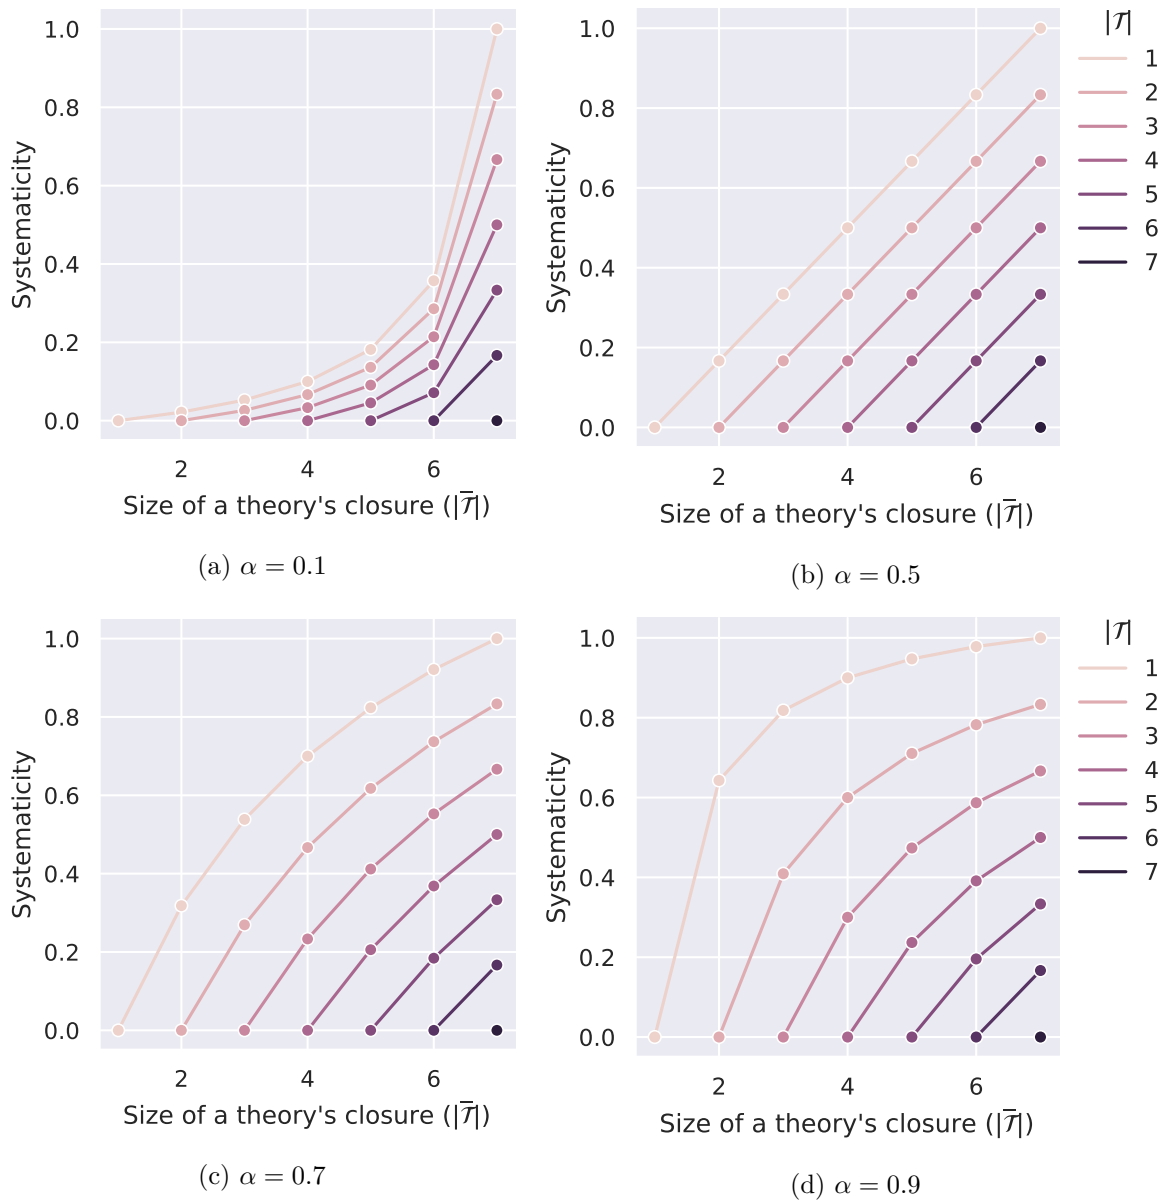 1.0
0.8
0.6
0.4
0.2
0.0
Systematicity
2 4 6
Size of a theory's closure (|𝒯̅|)
(a) α = 0.1
1.0
0.8
0.6
0.4
0.2
0.0
Systematicity
2 4 6
Size of a theory's closure (|𝒯̅|)
(b) α = 0.5
|𝒯|
1
2
3
4
5
6
7
1.0
0.8
0.6
0.4
0.2
0.0
Systematicity
2 4 6
Size of a theory's closure (|𝒯̅|)
(c) α = 0.7
1.0
0.8
0.6
0.4
0.2
0.0
Systematicity
2 4 6
Size of a theory's closure (|𝒯̅|)
(d) α = 0.9
|𝒯|
1
2
3
4
5
6
7